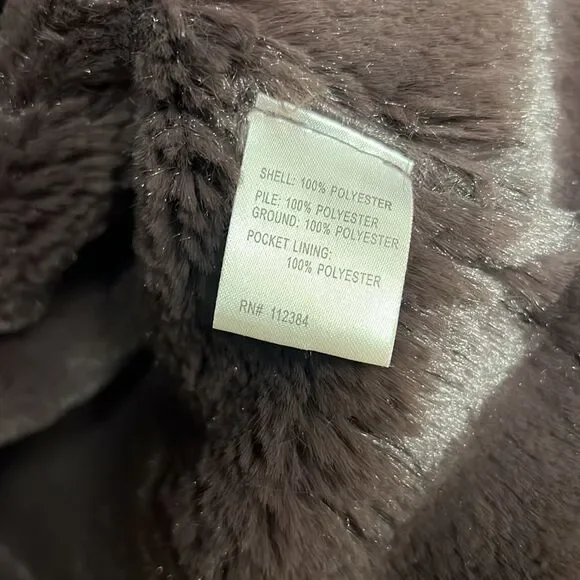 SHELL: 100% POLYESTER
PILE: 100% POLYESTER
GROUND: 100% POLYESTER
POCKET LINING:
100% POLYESTER
RN# 112384